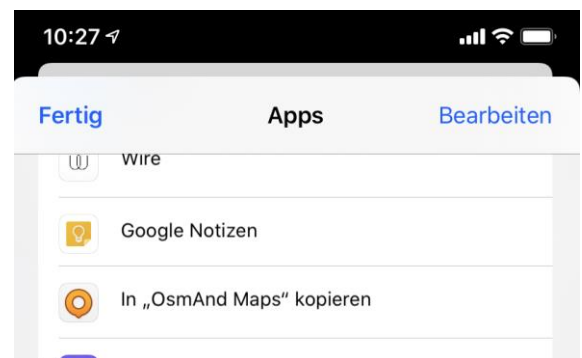 10:27
Fertig Apps Bearbeiten
Wire
Google Notizen
In „OsmAnd Maps“ kopieren